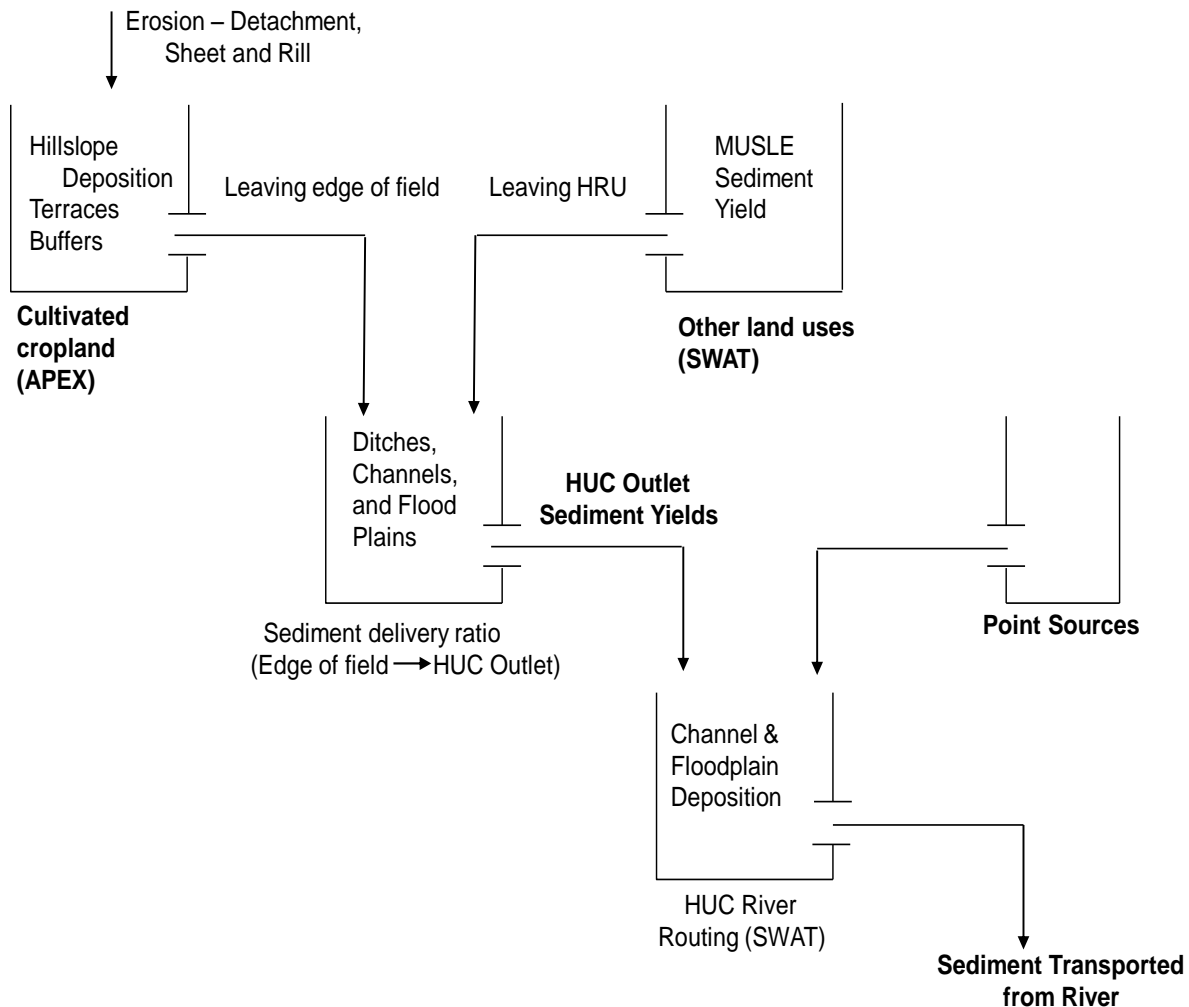 Erosion – Detachment,
Sheet and Rill
Hillslope
Deposition
Terraces
Buffers
Leaving edge of field
Leaving HRU
MUSLE
Sediment
Yield
Cultivated
cropland
(APEX)
Other land uses
(SWAT)
Ditches,
Channels,
and Flood
Plains
HUC Outlet
Sediment Yields
Sediment delivery ratio
(Edge of field → HUC Outlet)
Point Sources
Channel &
Floodplain
Deposition
HUC River
Routing (SWAT)
Sediment Transported
from River